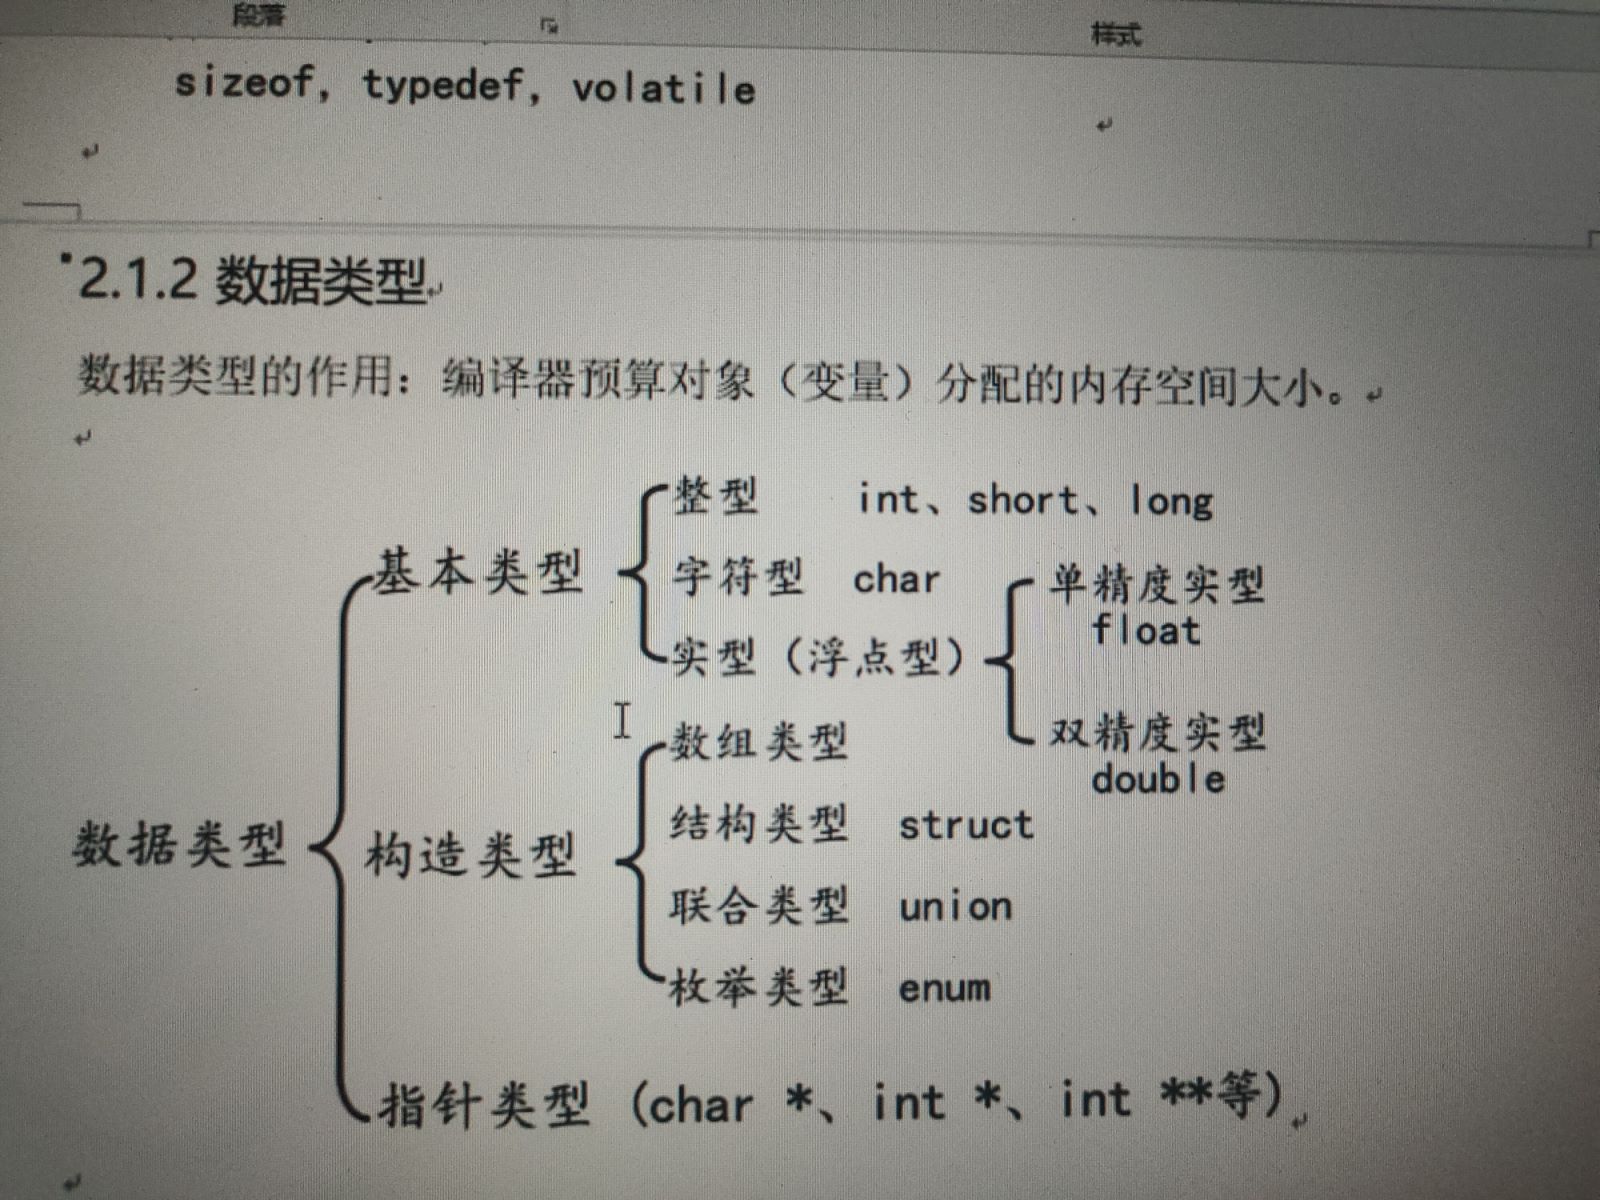 段落
样式
sizeof, typedef, volatile
2.1.2 数据类型
数据类型的作用：编译器预算对象（变量）分配的内存空间大小。
整型 int、short、long
基本类型
字符型 char
单精度实型
float
实型（浮点型）
双精度实型
double
数组类型
数据类型
构造类型
结构类型 struct
联合类型 union
枚举类型 enum
指针类型 (char *、int *、int **等)